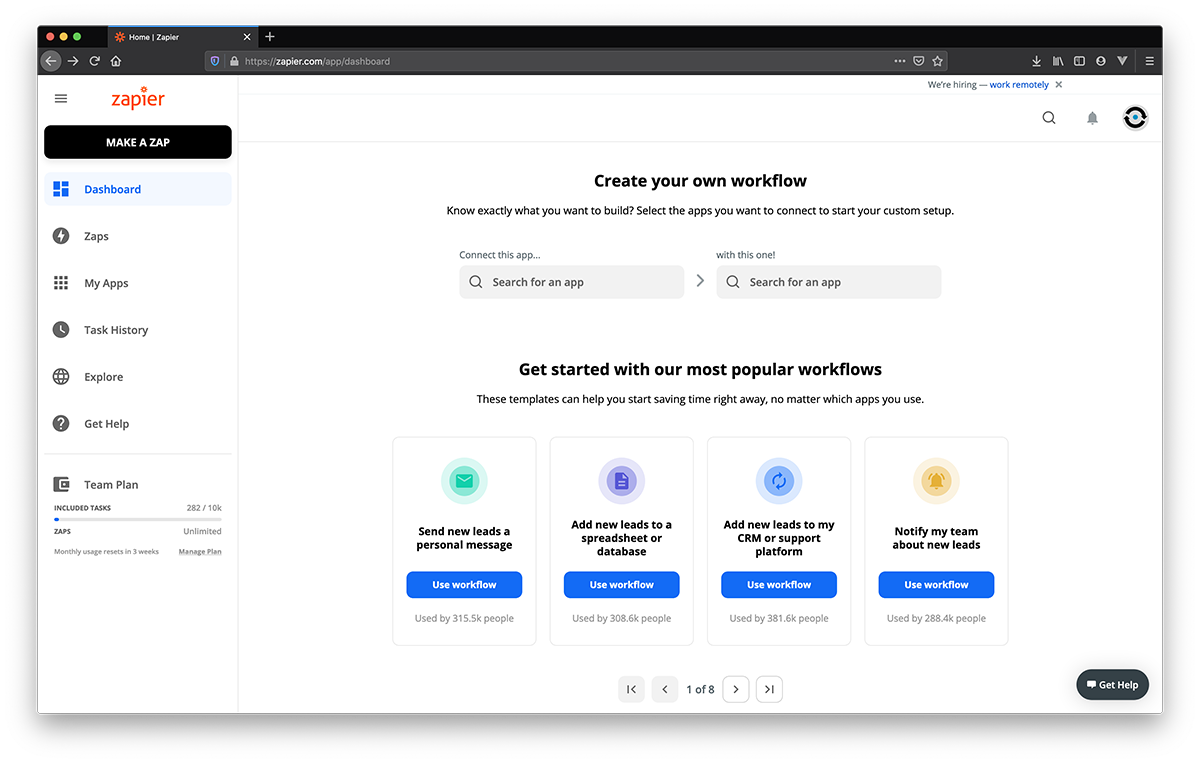 Home | Zapier
https://zapier.com/app/dashboard
We're hiring — work remotely
zapier
MAKE A ZAP
Dashboard
Zaps
My Apps
Task History
Explore
Get Help
Team Plan
INCLUDED TASKS 282 / 10k
ZAPS Unlimited
Monthly usage resets in 3 weeks Manage Plan
Create your own workflow
Know exactly what you want to build? Select the apps you want to connect to start your custom setup.
Connect this app...
Search for an app
with this one!
Search for an app
Get started with our most popular workflows
These templates can help you start saving time right away, no matter which apps you use.
Send new leads a
personal message
Use workflow
Used by 315.5k people
Add new leads to a
spreadsheet or
database
Use workflow
Used by 308.6k people
Add new leads to my
CRM or support
platform
Use workflow
Used by 381.6k people
Notify my team
about new leads
Use workflow
Used by 288.4k people
1 of 8
Get Help